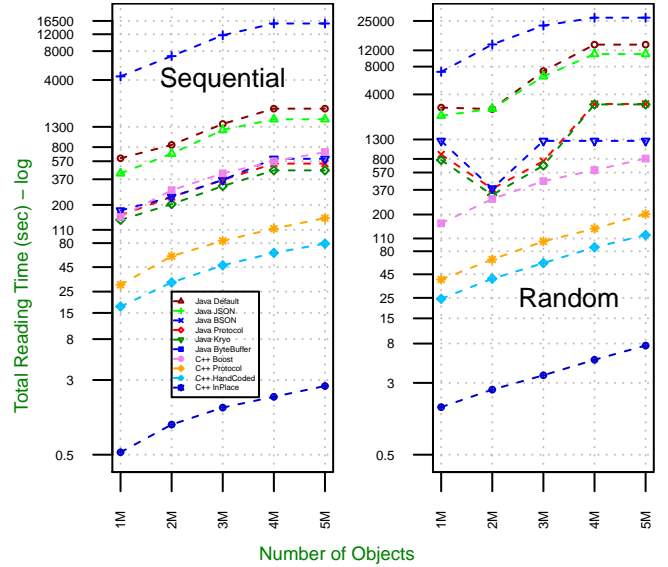 Total Reading Time (sec) – log
16500
12000
8000
4000
1300
800
570
370
200
110
80
45
25
15
8
3
0.5
Sequential
Java Default
Java JSON
Java BSON
Java Protocol
Java Kryo
Java ByteBuffer
C++ Boost
C++ Protocol
C++ HandCoded
C++ InPlace
1M
2M
3M
4M
5M
25000
12000
8000
4000
1300
800
570
370
200
110
80
45
25
15
8
3
0.5
Random
1M
2M
3M
4M
5M
Number of Objects